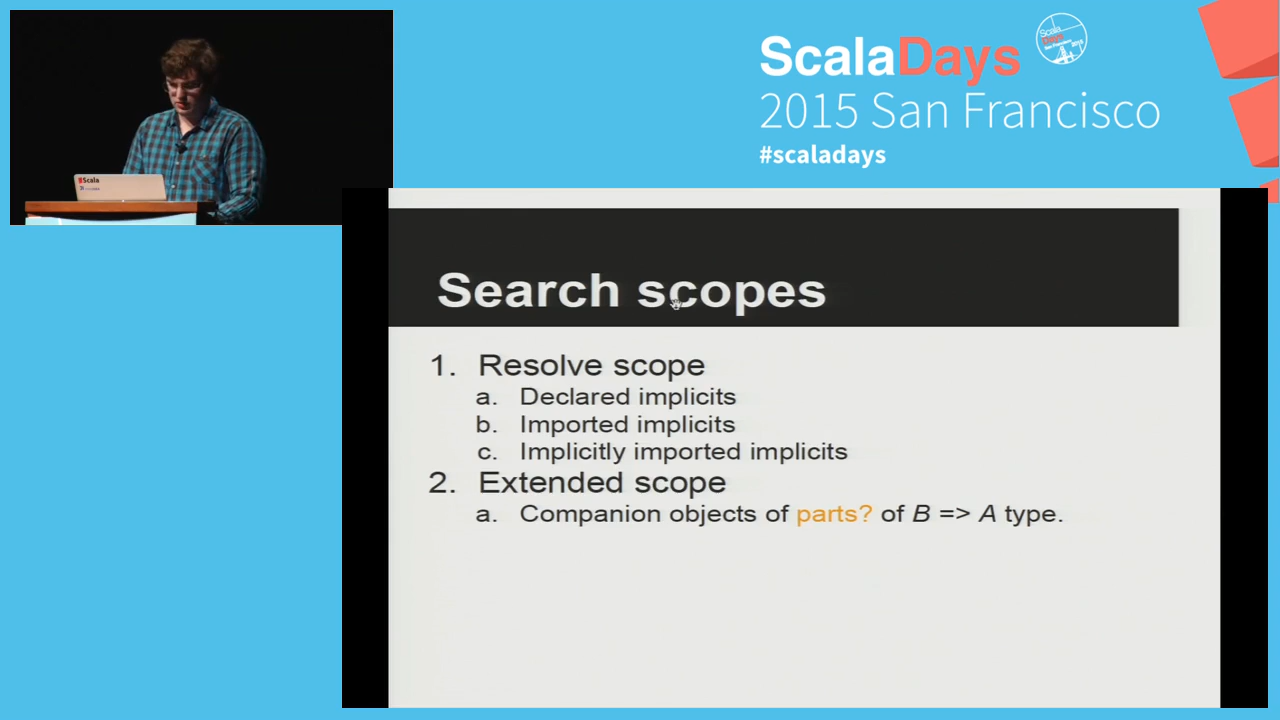 ScalaDays
2015 San Francisco
#scaladays
Scala
Search scopes
1. Resolve scope
a. Declared implicits
b. Imported implicits
c. Implicitly imported implicits
2. Extended scope
a. Companion objects of parts? of B => A type.